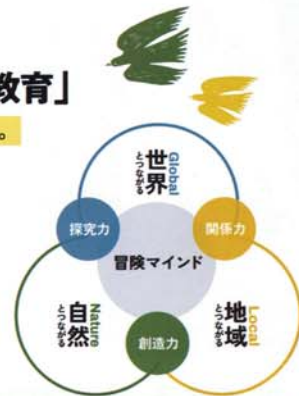 教育」
。
Global
世界
とつながる
探究力
関係力
冒険マインド
Nature
自然
とつながる
Local
地域
とつながる
創造力